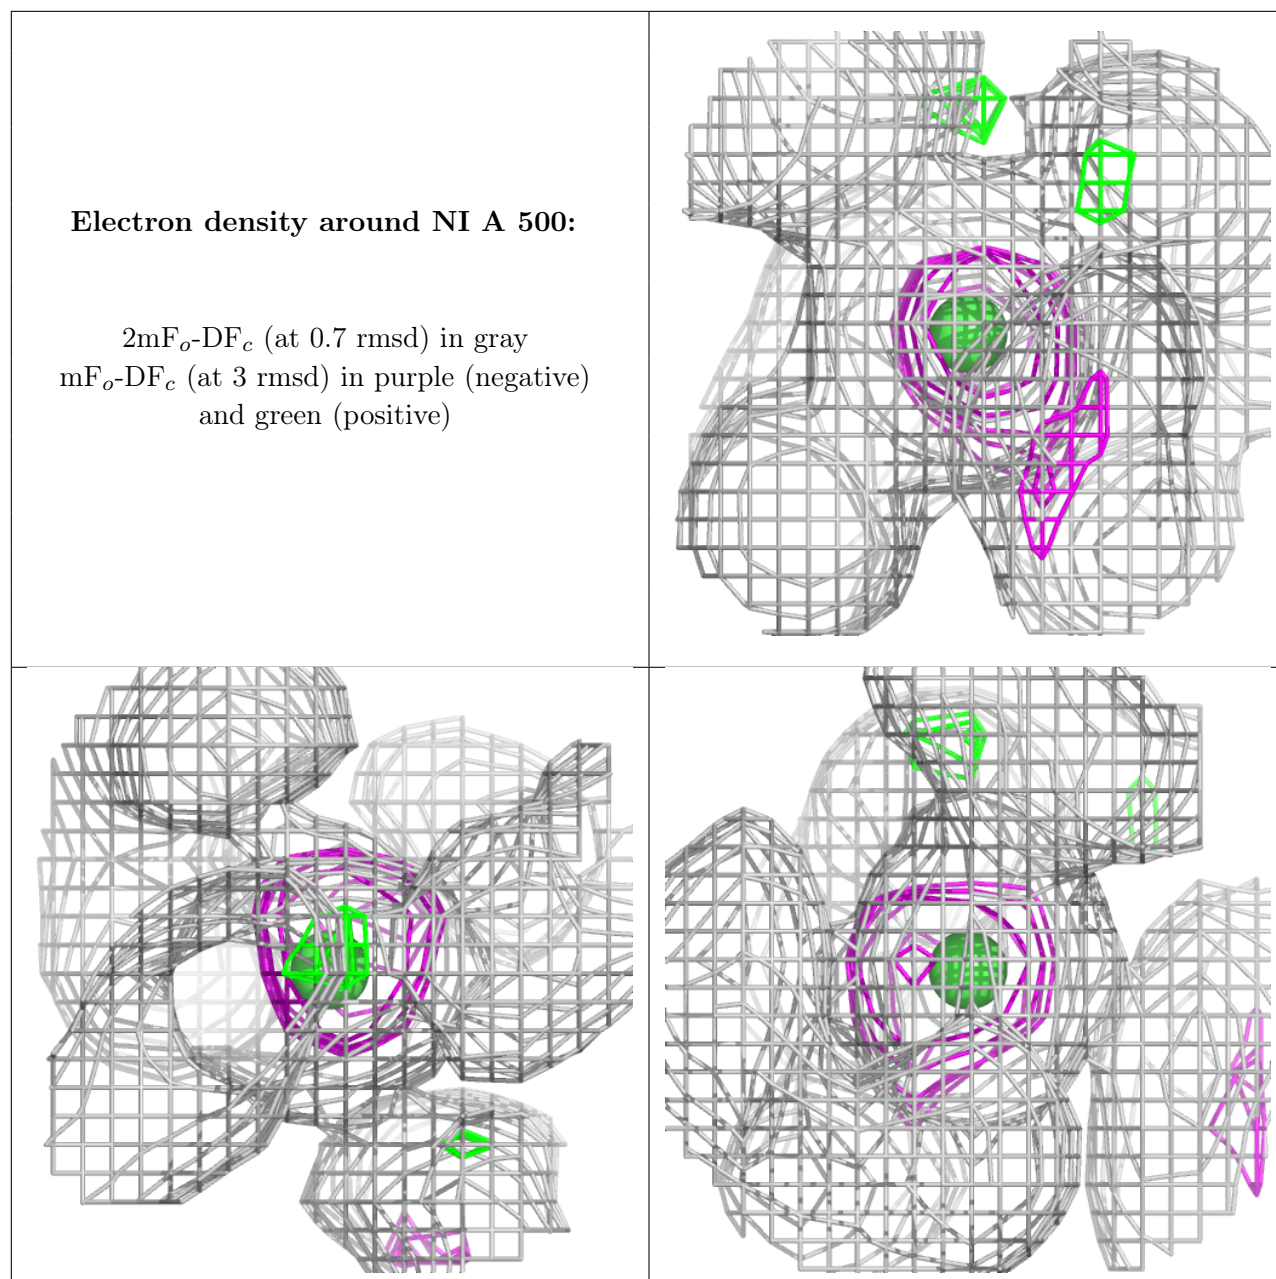 Electron density around NI A 500:
2mFo-DFc (at 0.7 rmsd) in gray
mFo-DFc (at 3 rmsd) in purple (negative)
and green (positive)